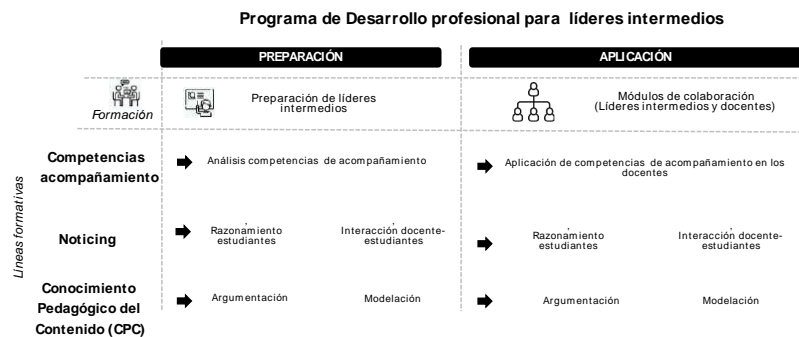 Programa de Desarrollo profesional para líderes intermedios
PREPARACIÓN
APLICACIÓN
Formación
Preparación de líderes
intermedios
Módulos de colaboración
(Líderes intermedios y docentes)
Líneas formativas
Competencias
acompañamiento
Análisis competencias de acompañamiento
Aplicación de competencias de acompañamiento en los
docentes
Noticing
Razonamiento
estudiantes
Interacción docente-
estudiantes
Razonamiento
estudiantes
Interacción docente-
estudiantes
Conocimiento
Pedagógico del
Contenido (CPC)
Argumentación
Modelación
Argumentación
Modelación